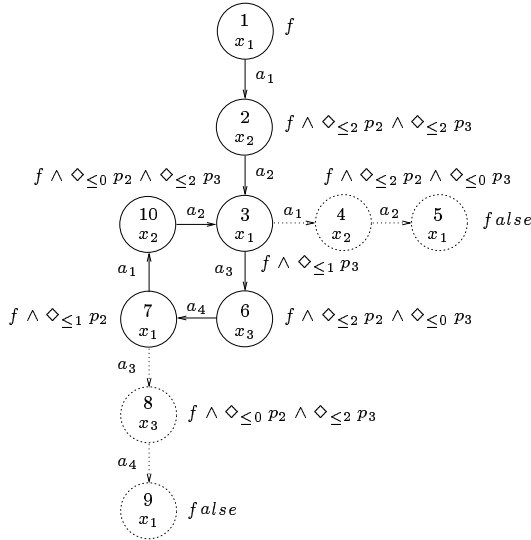 1 f
x₁
a₁
2 f ∧ ◇≤2 p₂ ∧ ◇≤2 p₃
x₂
a₂
f ∧ ◇≤0 p₂ ∧ ◇≤2 p₃ f ∧ ◇≤2 p₂ ∧ ◇≤0 p₃
10 a₂ 3 a₁ 4 a₂ 5 false
x₂ x₁ x₂ x₁
a₁ a₃ f ∧ ◇≤1 p₃
f ∧ ◇≤1 p₂ 7 a₄ 6 f ∧ ◇≤2 p₂ ∧ ◇≤0 p₃
x₁ x₃
a₃
8 f ∧ ◇≤0 p₂ ∧ ◇≤2 p₃
x₃
a₄
9 false
x₁